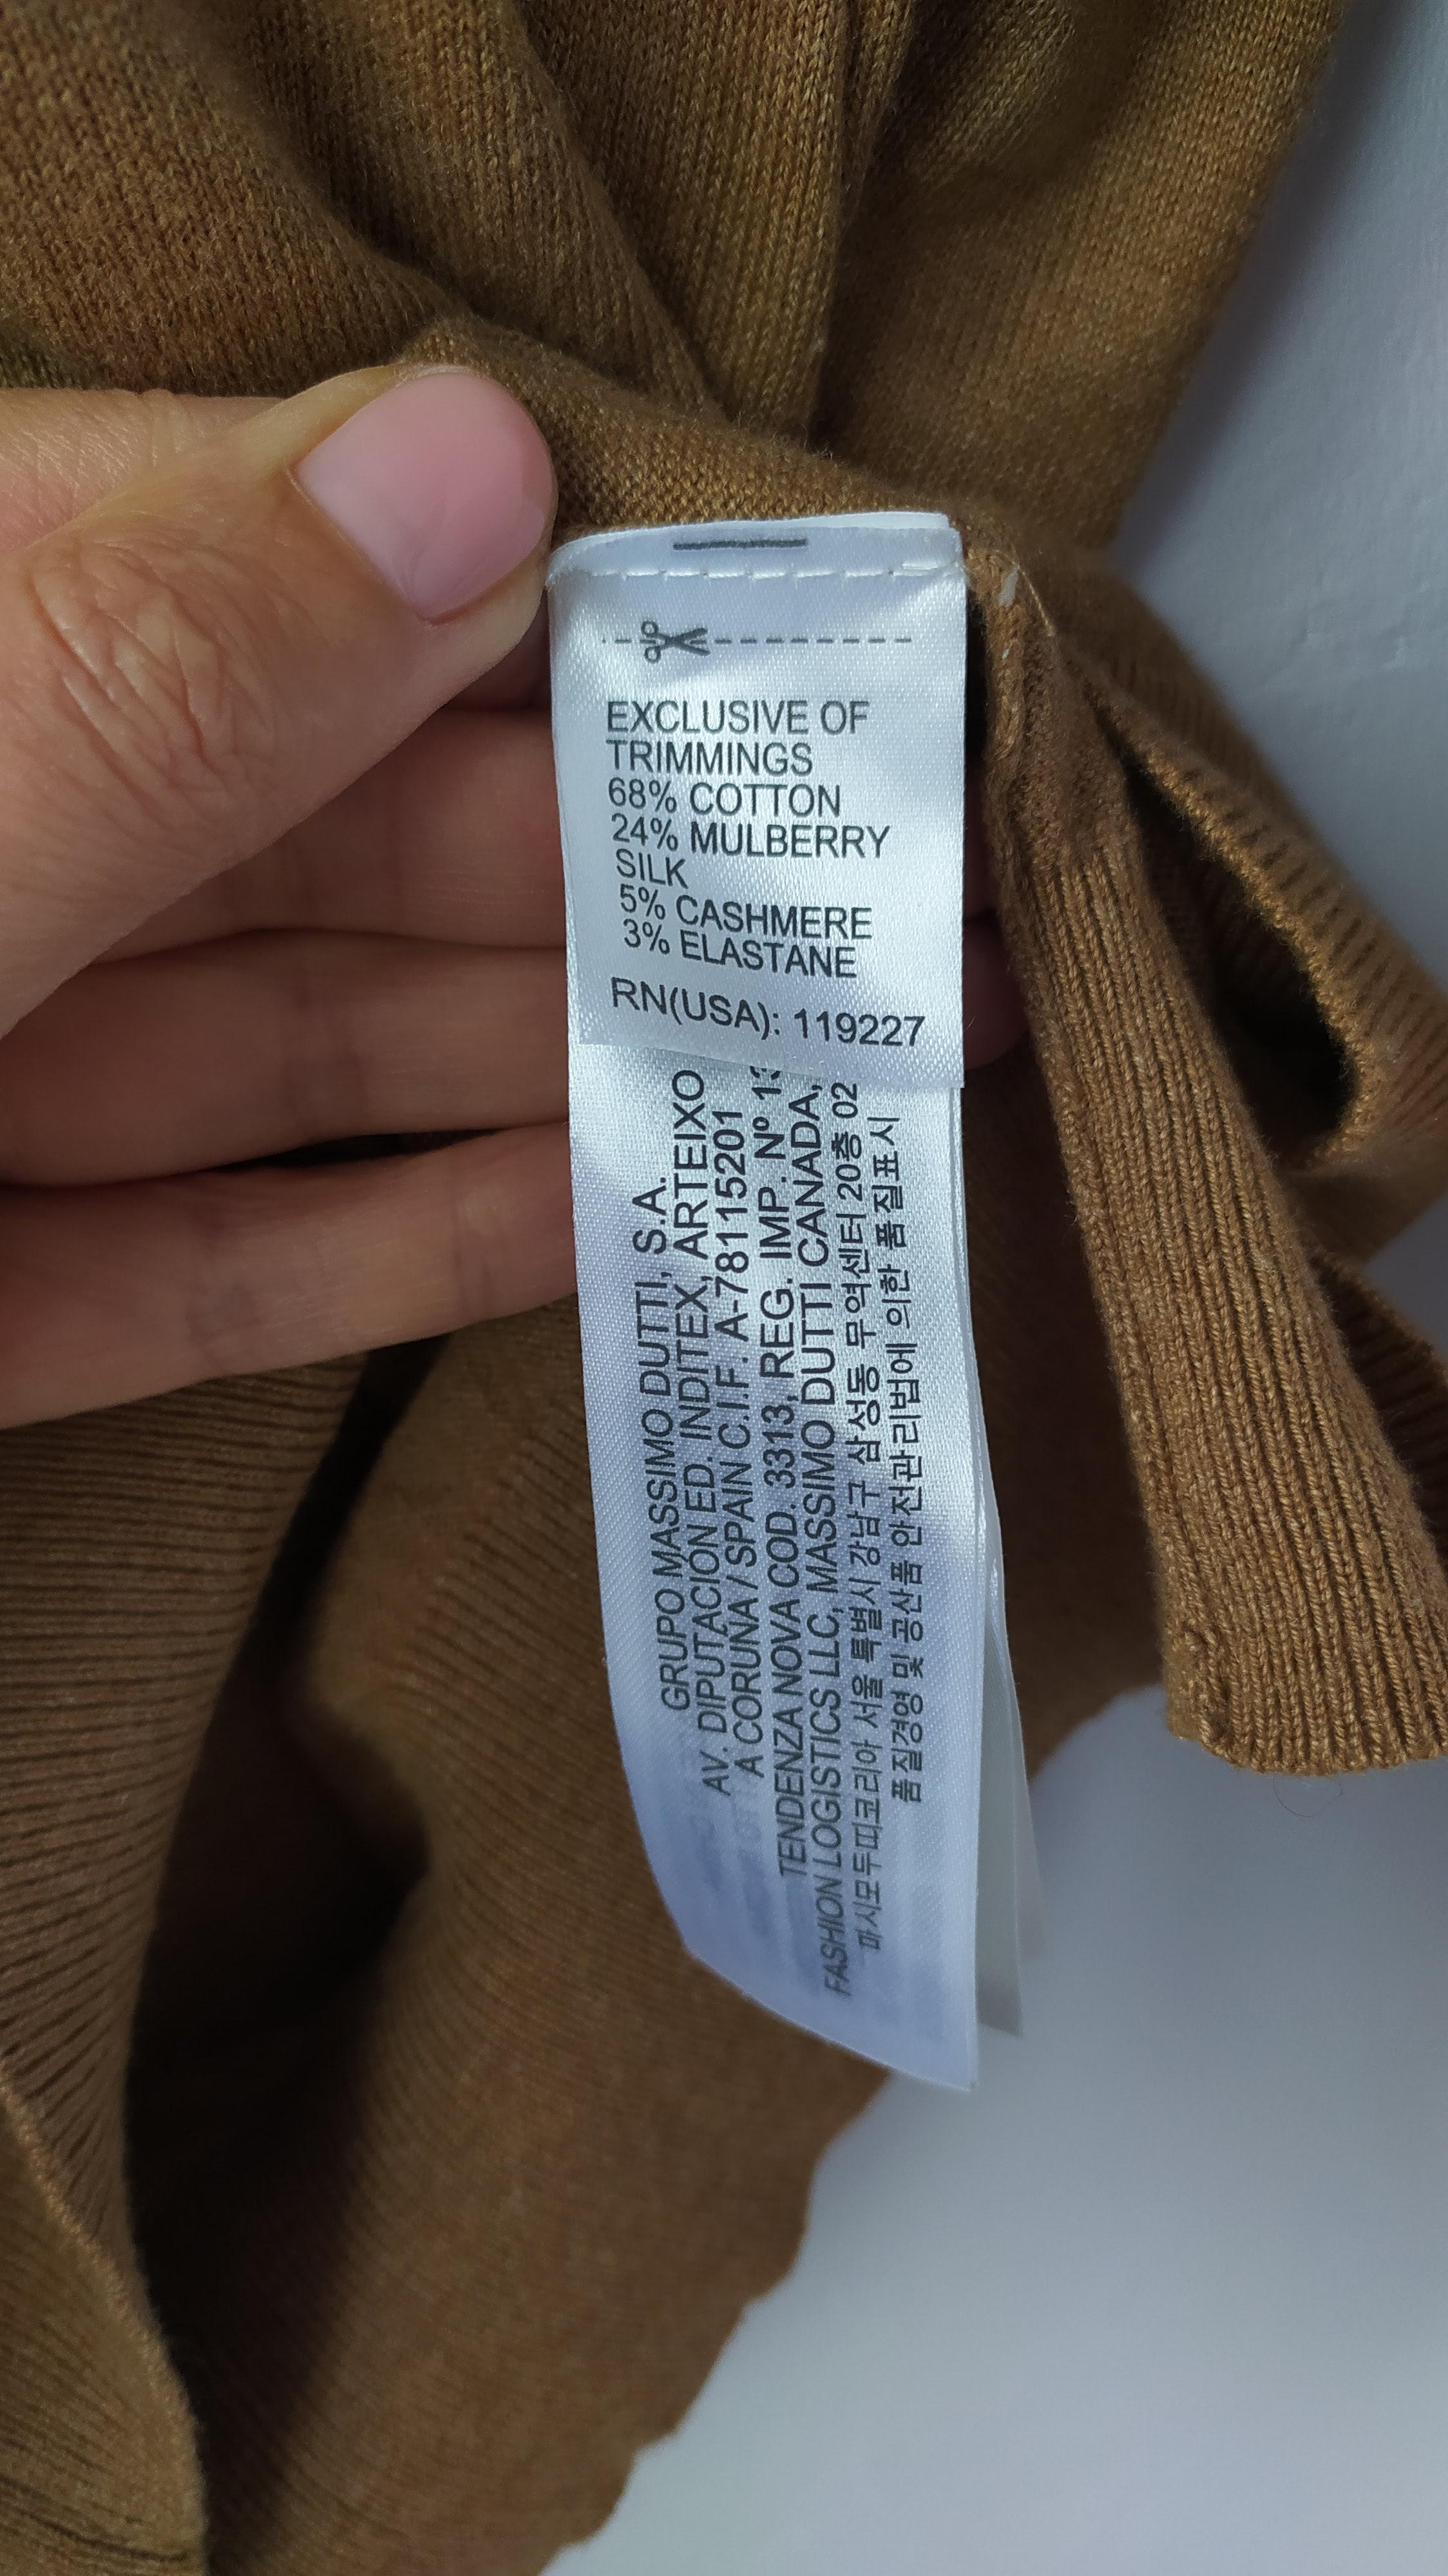 EXCLUSIVE OF
TRIMMINGS
68% COTTON
24% MULBERRY
SILK
5% CASHMERE
3% ELASTANE
RN(USA): 119227
GRUPO MASSIMO DUTTI, S.A.
AV. DIPUTACION ED. INDITEX, ARTEIXO
A CORUNA / SPAIN C.I.F. A-78115201
TENDENZA NOVA COD. 3313, REG. IMP. Nº 13
FASHION LOGISTICS LLC, MASSIMO DUTTI CANADA,
마시모두띠코리아 서울 특별시 강남구 삼성동 무역센터 20층 02
품질경영 및 공산품 안전관리법에 의한 품질표시